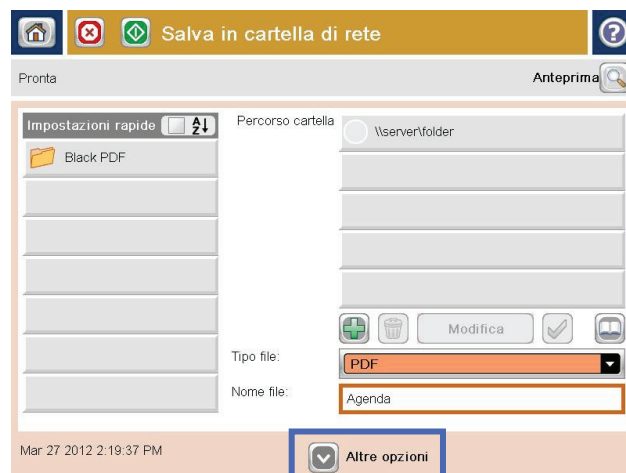 Salva in cartella di rete
?
Pronta
Anteprima
Impostazioni rapide
A Z
Percorso cartella
\\server\folder
Black PDF
Modifica
Tipo file:
PDF
Nome file:
Agenda
Mar 27 2012 2:19:37 PM
Altre opzioni